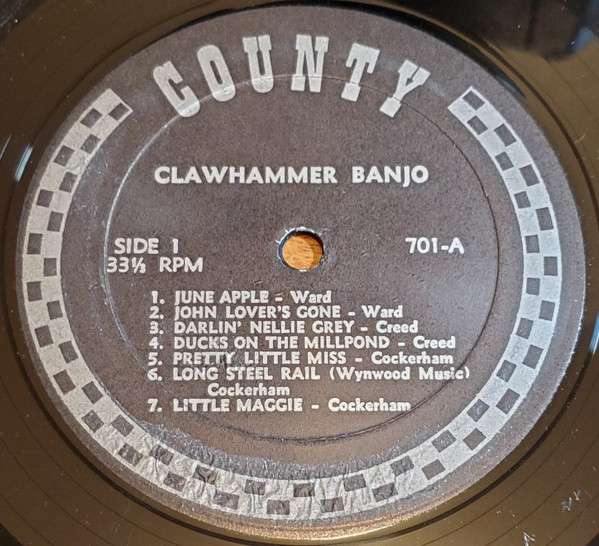 COUNTY
CLAWHAMMER BANJO
SIDE 1
701-A
33⅓ RPM
1. JUNE APPLE - Ward
2. JOHN LOVER'S GONE - Ward
3. DARLIN' NELLIE GREY - Creed
4. DUCKS ON THE MILLPOND - Creed
5. PRETTY LITTLE MISS - Cockerham
6. LONG STEEL RAIL (Wynwood Music)
Cockerham
7. LITTLE MAGGIE - Cockerham